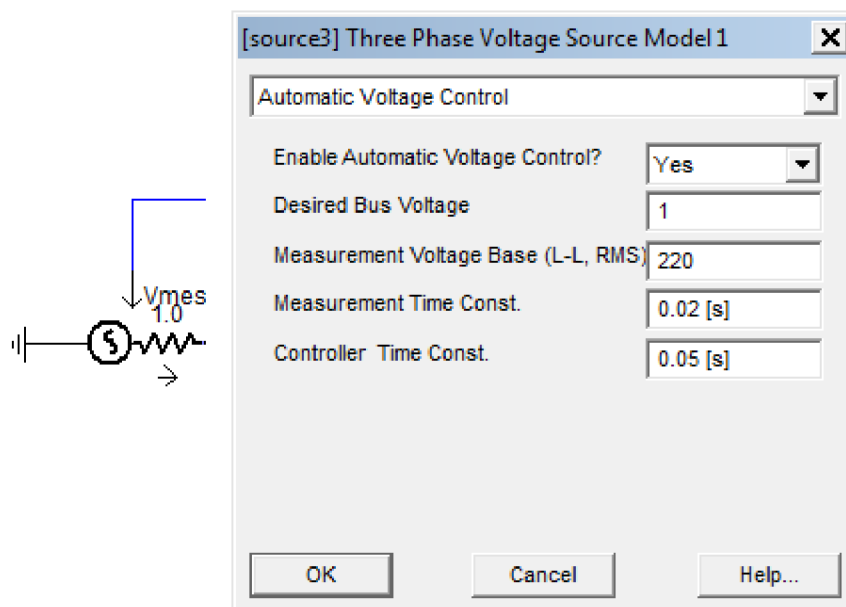 [source3] Three Phase Voltage Source Model 1
Automatic Voltage Control
Enable Automatic Voltage Control? Yes
Desired Bus Voltage 1
Measurement Voltage Base (L-L, RMS) 220
Measurement Time Const. 0.02 [s]
Controller Time Const. 0.05 [s]
Vmes
1.0
OK Cancel Help...